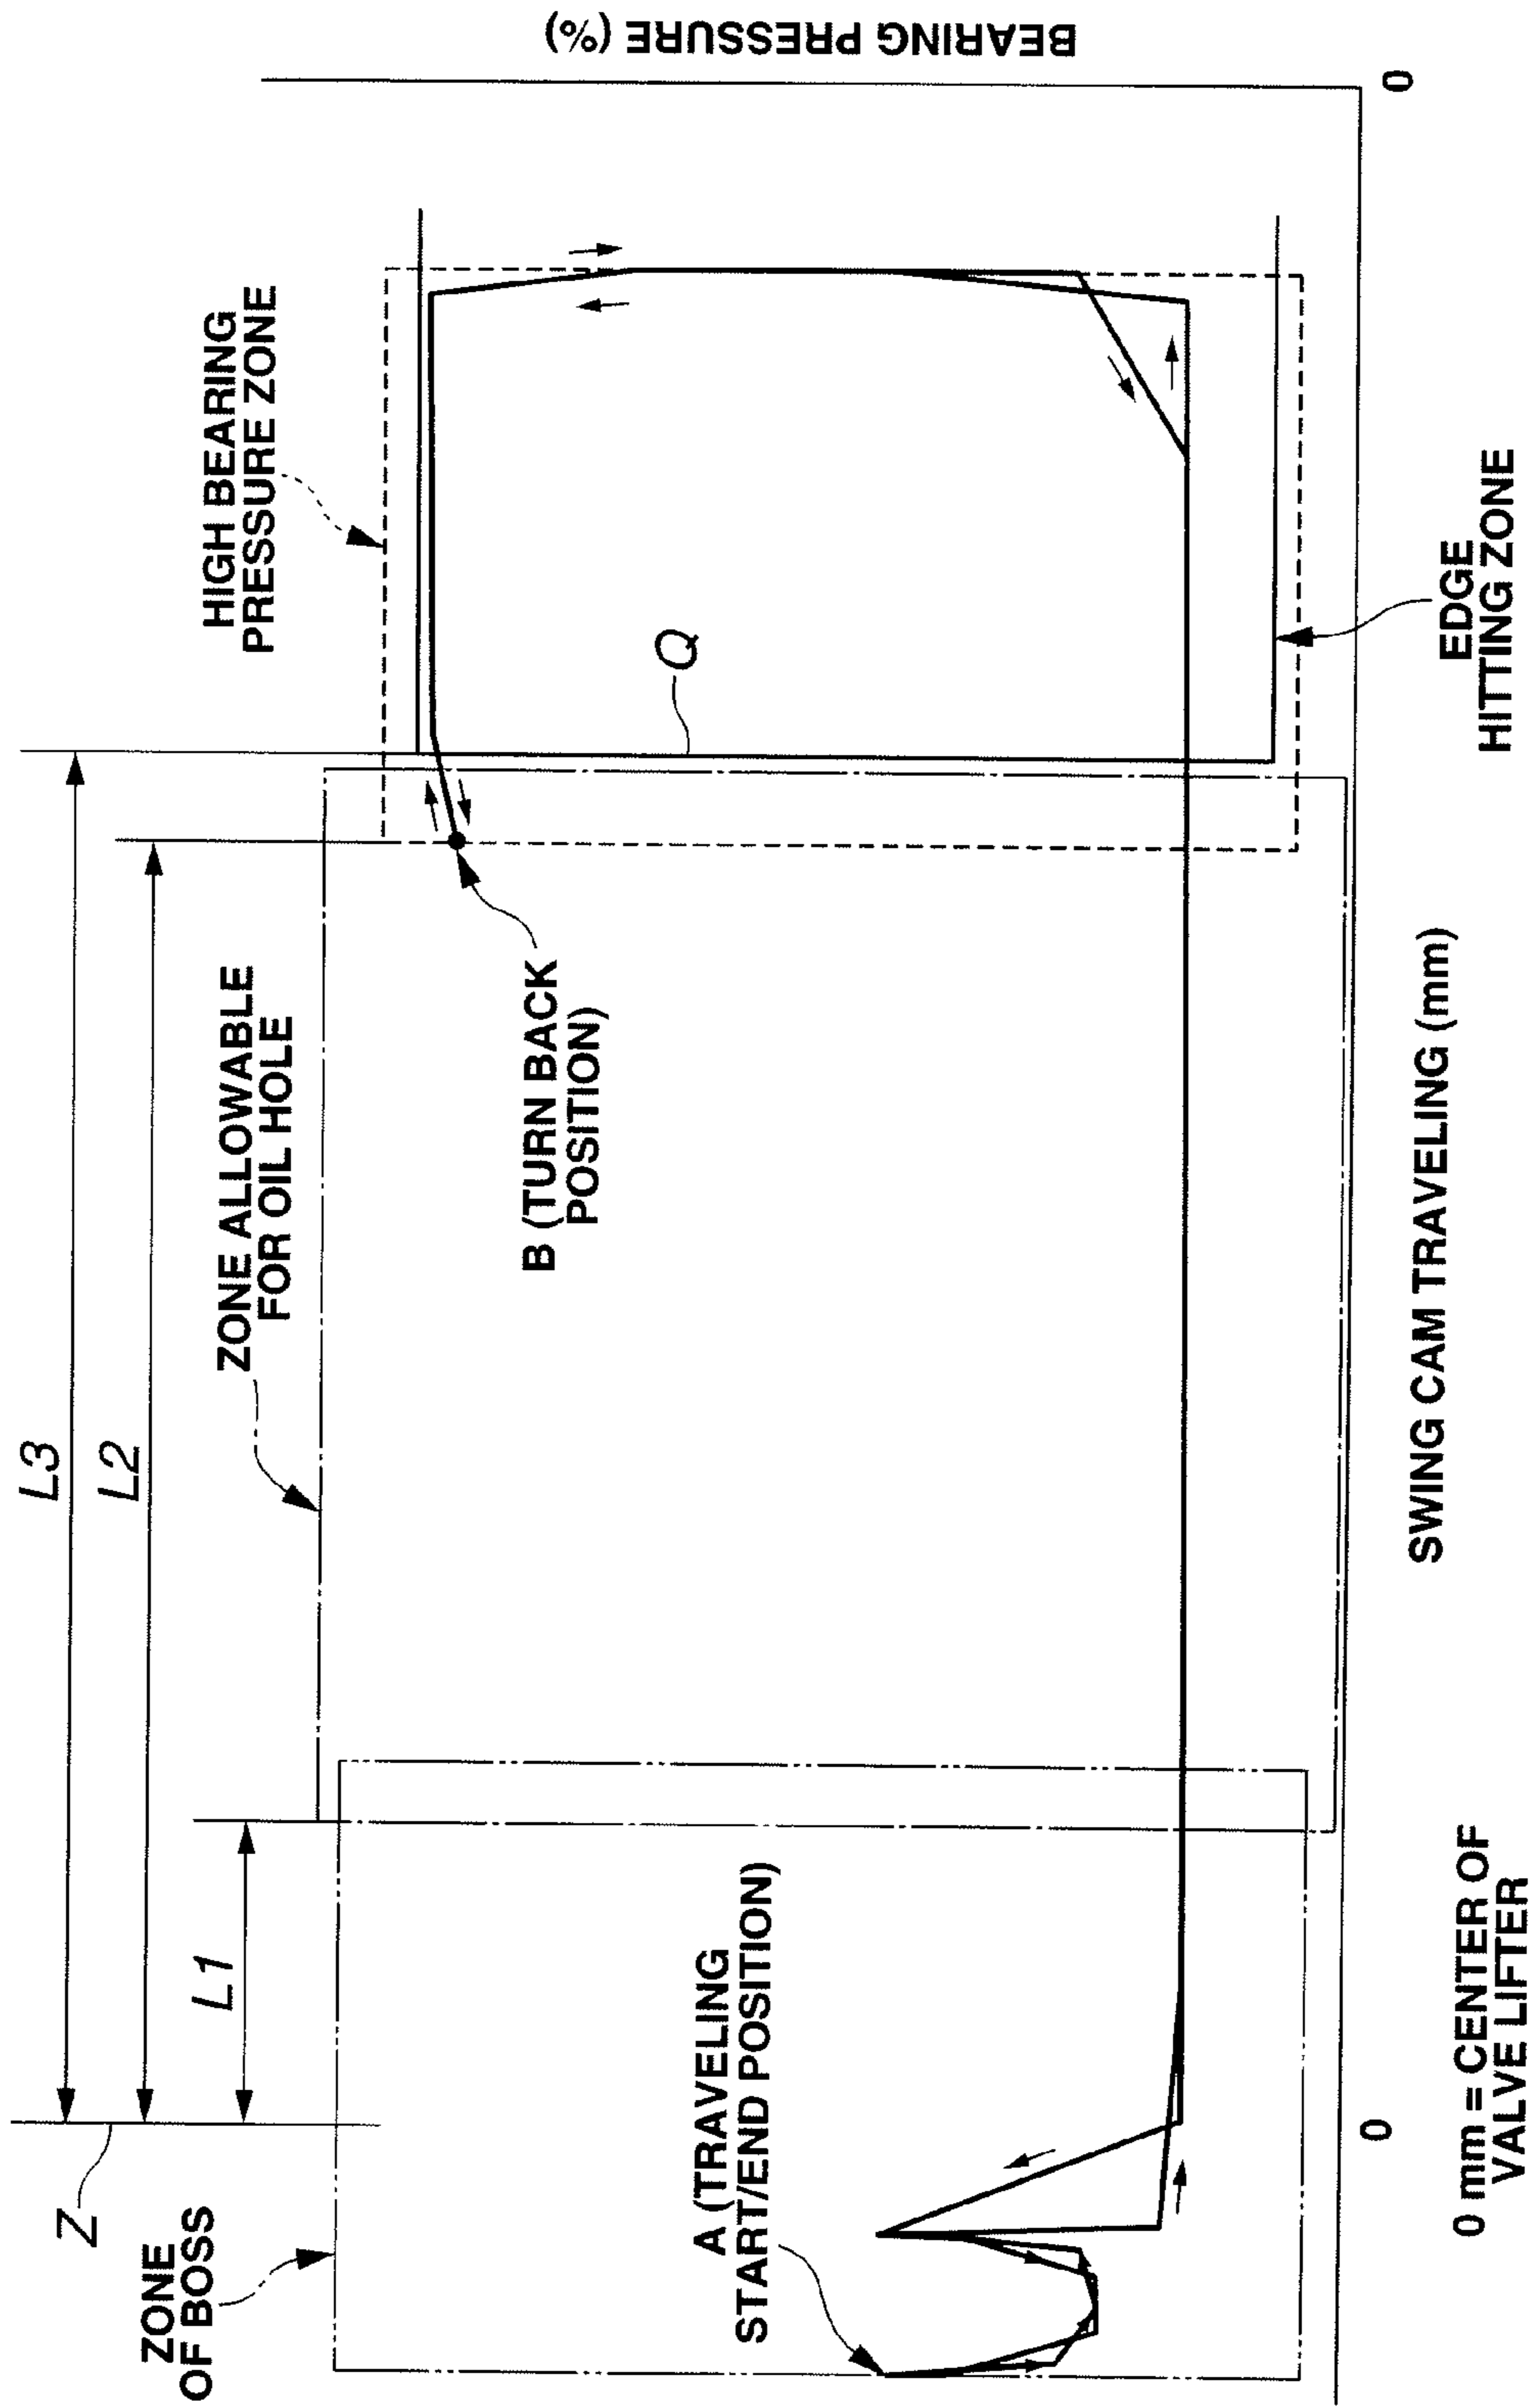 L3
L2
L1
Z
ZONE
OF BOSS
ZONE ALLOWABLE
FOR OIL HOLE
HIGH BEARING
PRESSURE ZONE
A (TRAVELING
START/END POSITION)
B (TURN BACK
POSITION)
Q
EDGE
HITTING ZONE
BEARING PRESSURE (%)
0
0
SWING CAM TRAVELING (mm)
0 mm = CENTER OF
VALVE LIFTER